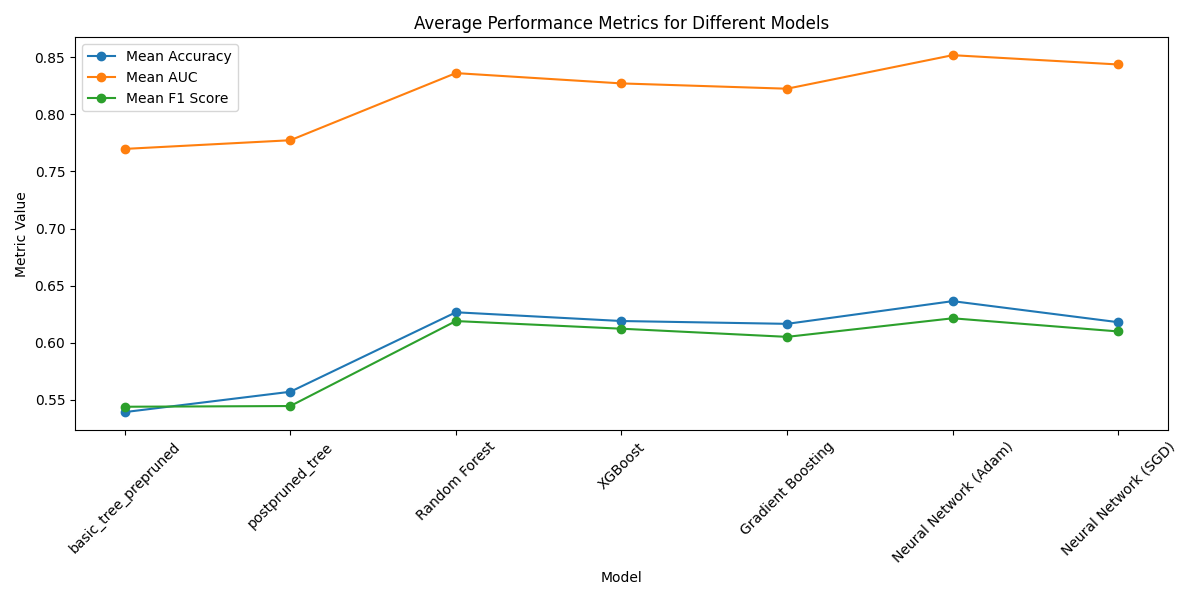 Average Performance Metrics for Different Models
Mean Accuracy
Mean AUC
Mean F1 Score
Metric Value
0.85
0.80
0.75
0.70
0.65
0.60
0.55
basic_tree_prepruned
postpruned_tree
Random Forest
XGBoost
Gradient Boosting
Neural Network (Adam)
Neural Network (SGD)
Model